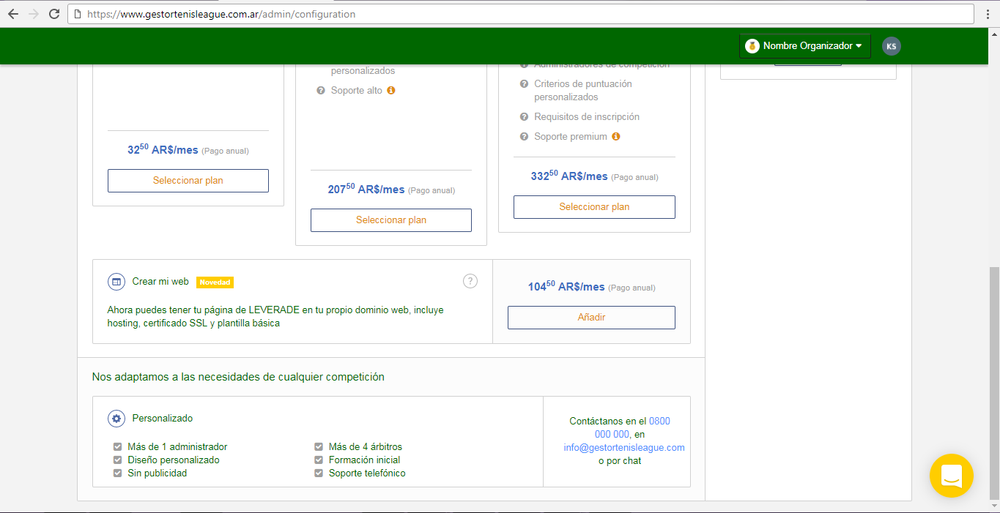 https://www.gestortenisleague.com.ar/admin/configuration
Nombre Organizador
KS
personalizados
Soporte alto
Administradores de competición
Criterios de puntuación
personalizados
Requisitos de inscripción
Soporte premium
3250 AR$/mes (Pago anual)
Seleccionar plan
20750 AR$/mes (Pago anual)
Seleccionar plan
33250 AR$/mes (Pago anual)
Seleccionar plan
Crear mi web Novedad
?
Ahora puedes tener tu página de LEVERADE en tu propio dominio web, incluye
hosting, certificado SSL y plantilla básica
10450 AR$/mes (Pago anual)
Añadir
Nos adaptamos a las necesidades de cualquier competición
Personalizado
Más de 1 administrador
Diseño personalizado
Sin publicidad
Más de 4 árbitros
Formación inicial
Soporte telefónico
Contáctanos en el 0800
000 000, en
info@gestortenisleague.com
o por chat